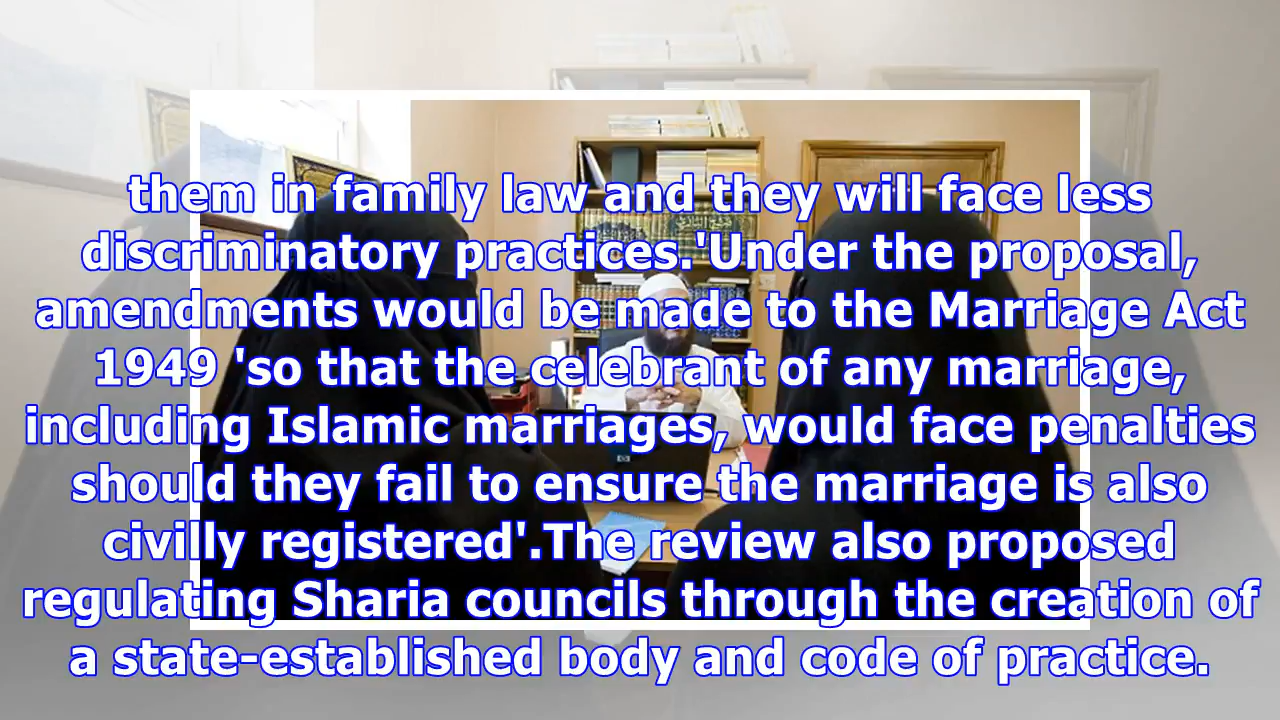 them in family law and they will face less
discriminatory practices.'Under the proposal,
amendments would be made to the Marriage Act
1949 'so that the celebrant of any marriage,
including Islamic marriages, would face penalties
should they fail to ensure the marriage is also
civilly registered'.The review also proposed
regulating Sharia councils through the creation of
a state-established body and code of practice.